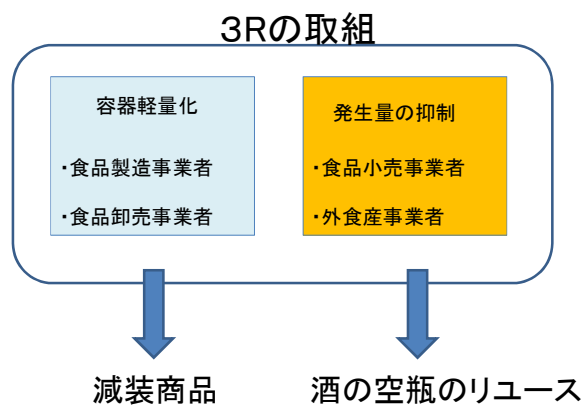 3Rの取組
容器軽量化
・食品製造事業者
・食品卸売事業者
発生量の抑制
・食品小売事業者
・外食産事業者
減装商品
酒の空瓶のリユース